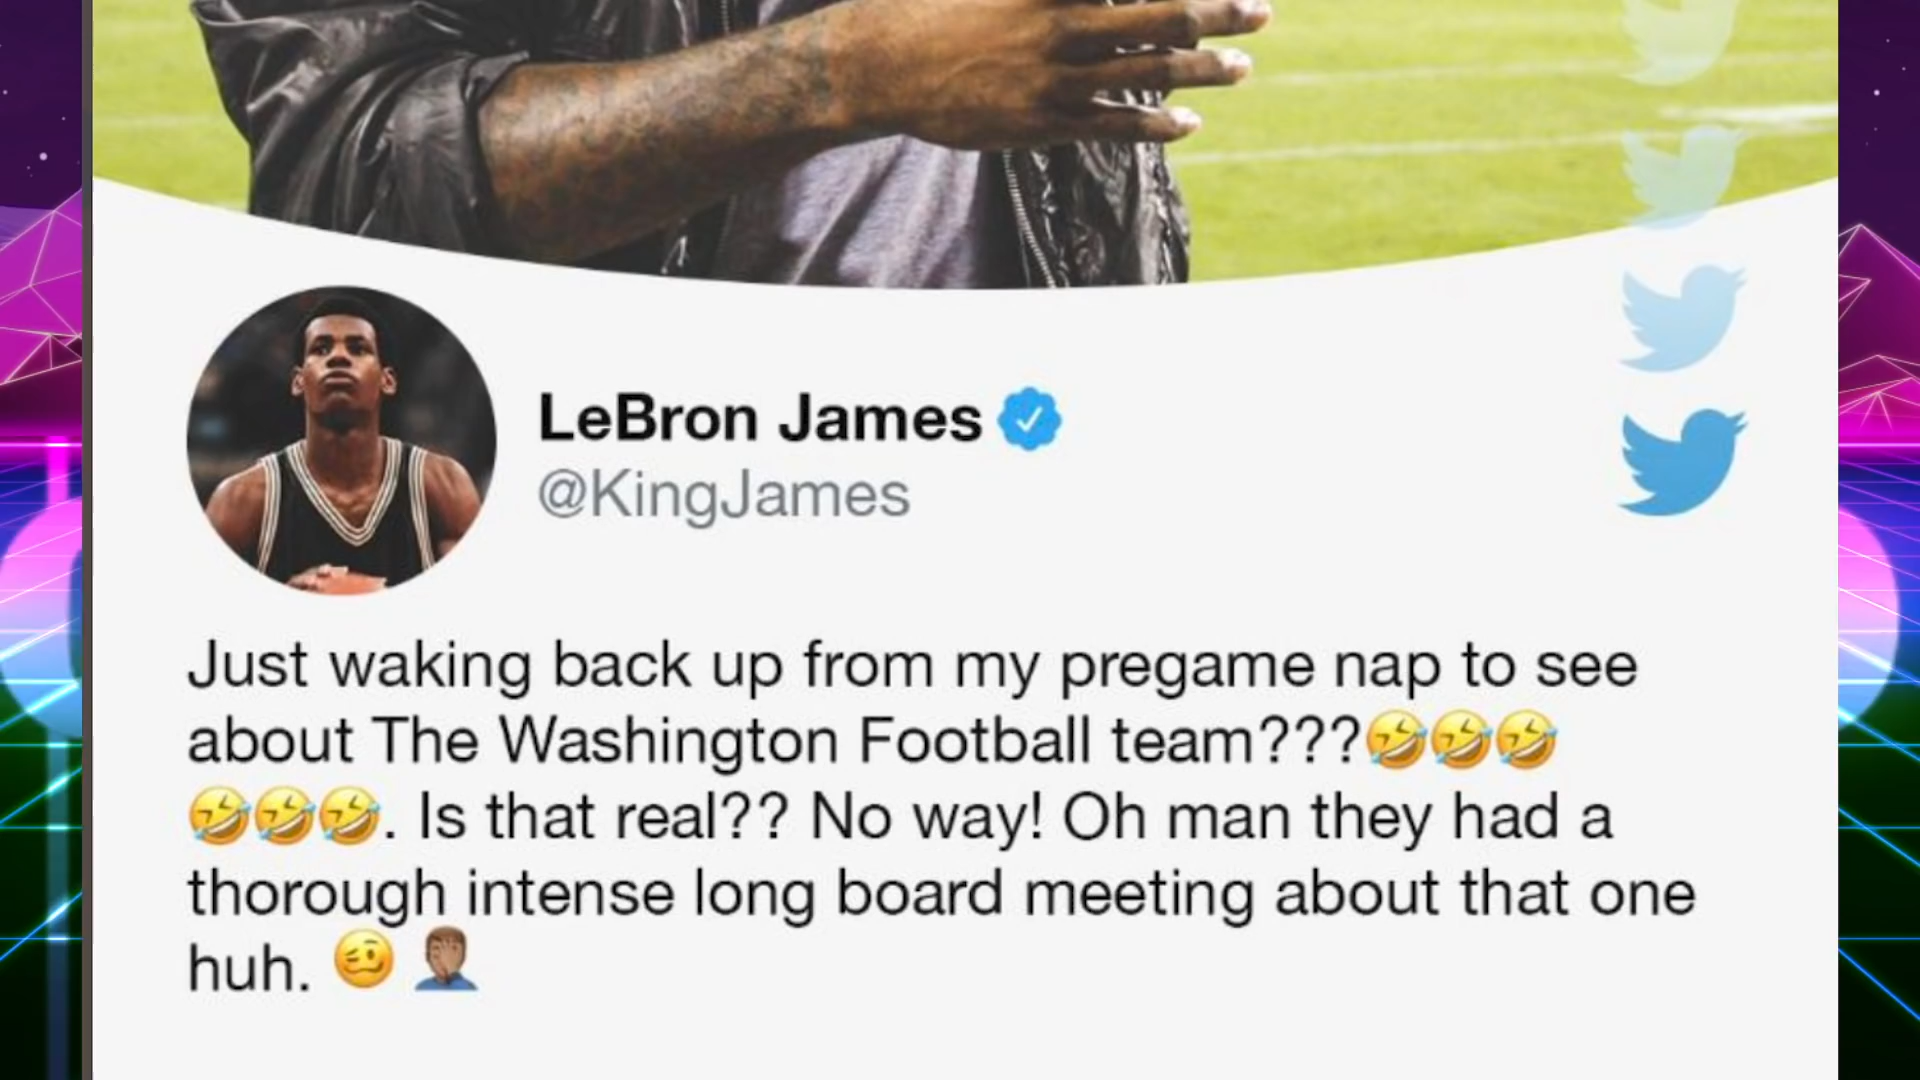 LeBron James
@KingJames
Just waking back up from my pregame nap to see
about The Washington Football team???🤣🤣🤣
🤣🤣🤣. Is that real?? No way! Oh man they had a
thorough intense long board meeting about that one
huh. 🥴 🤦🏾‍♂️